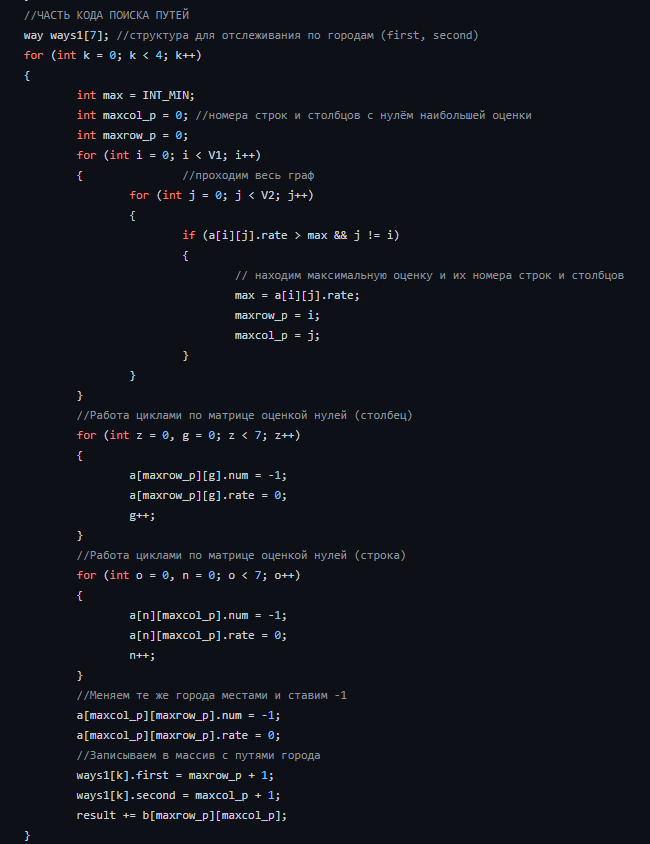 //ЧАСТЬ КОДА ПОИСКА ПУТЕЙ
way ways1[7]; //структура для отслеживания по городам (first, second)
for (int k = 0; k < 4; k++)
{
int max = INT_MIN;
int maxcol_p = 0; //номера строк и столбцов с нулём наибольшей оценки
int maxrow_p = 0;
for (int i = 0; i < V1; i++)
{ //проходим весь граф
for (int j = 0; j < V2; j++)
{
if (a[i][j].rate > max && j != i)
{
// находим максимальную оценку и их номера строк и столбцов
max = a[i][j].rate;
maxrow_p = i;
maxcol_p = j;
}
}
}
//Работа циклами по матрице оценкой нулей (столбец)
for (int z = 0, g = 0; z < 7; z++)
{
a[maxrow_p][g].num = -1;
a[maxrow_p][g].rate = 0;
g++;
}
//Работа циклами по матрице оценкой нулей (строка)
for (int o = 0, n = 0; o < 7; o++)
{
a[n][maxcol_p].num = -1;
a[n][maxcol_p].rate = 0;
n++;
}
//Меняем те же города местами и ставим -1
a[maxcol_p][maxrow_p].num = -1;
a[maxcol_p][maxrow_p].rate = 0;
//Записываем в массив с путями города
ways1[k].first = maxrow_p + 1;
ways1[k].second = maxcol_p + 1;
result += b[maxrow_p][maxcol_p];
}